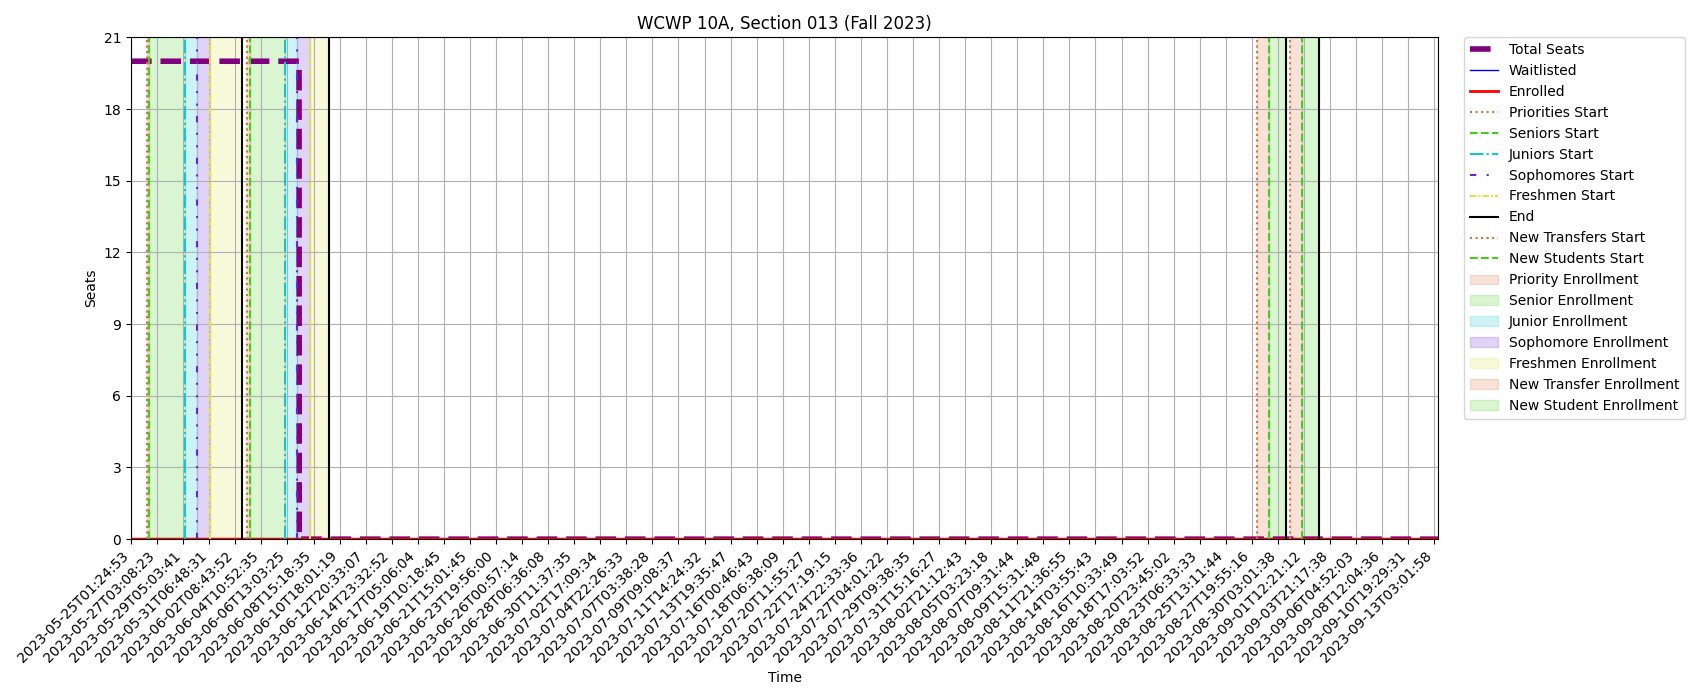 WCWP 10A, Section 013 (Fall 2023)
21
18
15
12
9
6
3
0
Seats
2023-05-25T01:24:53
2023-05-27T03:08:23
2023-05-29T05:03:41
2023-05-31T06:48:31
2023-06-02T08:43:52
2023-06-04T10:52:35
2023-06-06T13:03:25
2023-06-08T15:18:35
2023-06-10T18:01:19
2023-06-12T20:33:07
2023-06-14T23:32:52
2023-06-17T05:06:04
2023-06-19T10:18:45
2023-06-21T15:01:45
2023-06-23T19:56:00
2023-06-26T00:57:14
2023-06-28T06:36:08
2023-06-30T11:37:35
2023-07-02T17:09:34
2023-07-04T22:26:33
2023-07-07T03:38:28
2023-07-09T09:08:37
2023-07-11T14:24:32
2023-07-13T19:35:47
2023-07-16T00:46:43
2023-07-18T06:38:09
2023-07-20T11:55:27
2023-07-22T17:19:15
2023-07-24T22:33:36
2023-07-27T04:01:22
2023-07-29T09:38:35
2023-07-31T15:16:27
2023-08-02T21:12:43
2023-08-05T03:23:18
2023-08-07T09:31:44
2023-08-09T15:31:48
2023-08-11T21:36:55
2023-08-14T03:55:43
2023-08-16T10:33:49
2023-08-18T17:03:52
2023-08-20T23:45:02
2023-08-23T06:33:33
2023-08-25T13:11:44
2023-08-27T19:55:16
2023-08-30T03:01:38
2023-09-01T12:21:12
2023-09-03T21:17:38
2023-09-06T04:52:03
2023-09-08T12:04:36
2023-09-10T19:29:31
2023-09-13T03:01:58
Time
Total Seats
Waitlisted
Enrolled
Priorities Start
Seniors Start
Juniors Start
Sophomores Start
Freshmen Start
End
New Transfers Start
New Students Start
Priority Enrollment
Senior Enrollment
Junior Enrollment
Sophomore Enrollment
Freshmen Enrollment
New Transfer Enrollment
New Student Enrollment